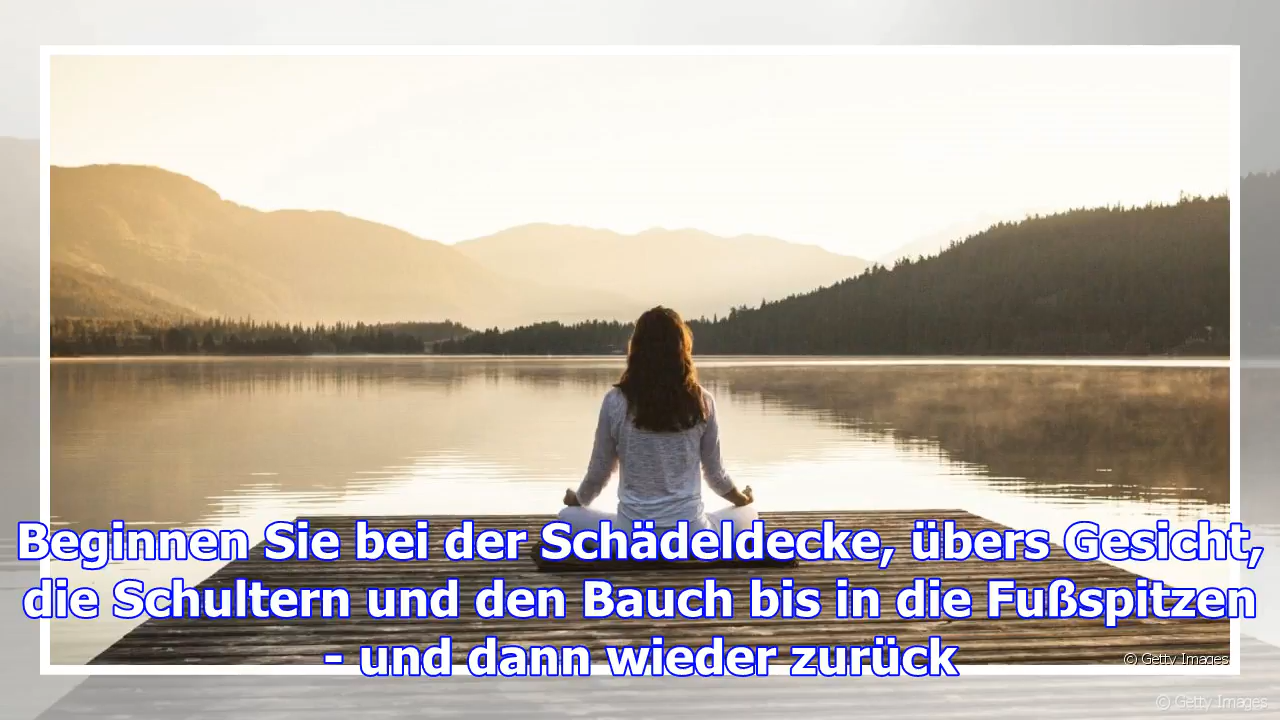 Beginnen Sie bei der Schädeldecke, übers Gesicht,
die Schultern und den Bauch bis in die Fußspitzen
- und dann wieder zurück
© Getty Images
© Getty Images